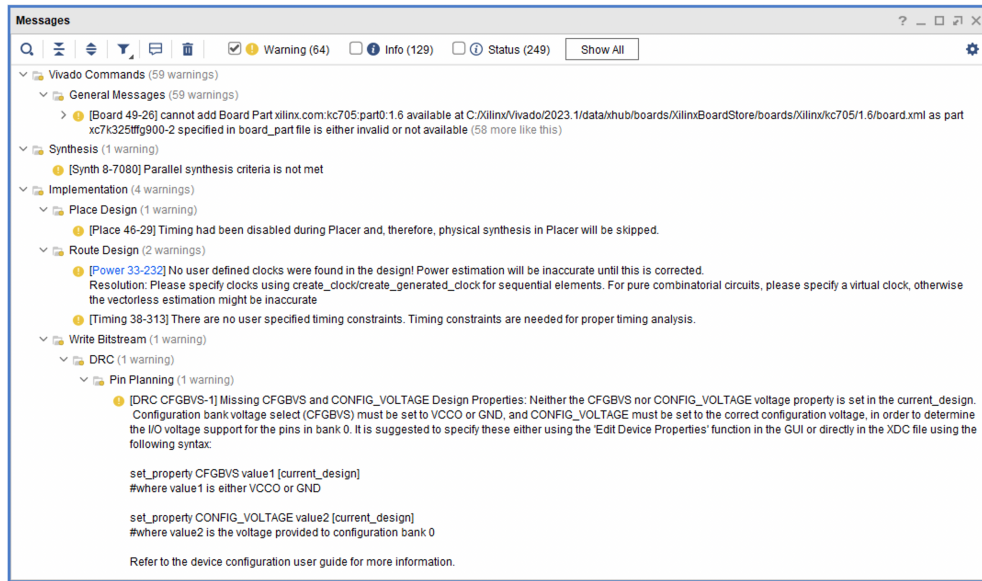 Messages
Warning (64) Info (129) Status (249) Show All
Vivado Commands (59 warnings)
General Messages (59 warnings)
[Board 49-26] cannot add Board Part xilinx.com:kc705:part0:1.6 available at C:/Xilinx/Vivado/2023.1/data/xhub/boards/XilinxBoardStore/boards/Xilinx/kc705/1.6/board.xml as part
xc7k325tffg900-2 specified in board_part file is either invalid or not available (58 more like this)
Synthesis (1 warning)
[Synth 8-7080] Parallel synthesis criteria is not met
Implementation (4 warnings)
Place Design (1 warning)
[Place 46-29] Timing had been disabled during Placer and, therefore, physical synthesis in Placer will be skipped.
Route Design (2 warnings)
[Power 33-232] No user defined clocks were found in the design! Power estimation will be inaccurate until this is corrected.
Resolution: Please specify clocks using create_clock/create_generated_clock for sequential elements. For pure combinatorial circuits, please specify a virtual clock, otherwise
the vectorless estimation might be inaccurate
[Timing 38-313] There are no user specified timing constraints. Timing constraints are needed for proper timing analysis.
Write Bitstream (1 warning)
DRC (1 warning)
Pin Planning (1 warning)
[DRC CFGBVS-1] Missing CFGBVS and CONFIG_VOLTAGE Design Properties: Neither the CFGBVS nor CONFIG_VOLTAGE voltage property is set in the current_design.
Configuration bank voltage select (CFGBVS) must be set to VCCO or GND, and CONFIG_VOLTAGE must be set to the correct configuration voltage, in order to determine
the I/O voltage support for the pins in bank 0. It is suggested to specify these either using the 'Edit Device Properties' function in the GUI or directly in the XDC file using the
following syntax:
set_property CFGBVS value1 [current_design]
#where value1 is either VCCO or GND
set_property CONFIG_VOLTAGE value2 [current_design]
#where value2 is the voltage provided to configuration bank 0
Refer to the device configuration user guide for more information.